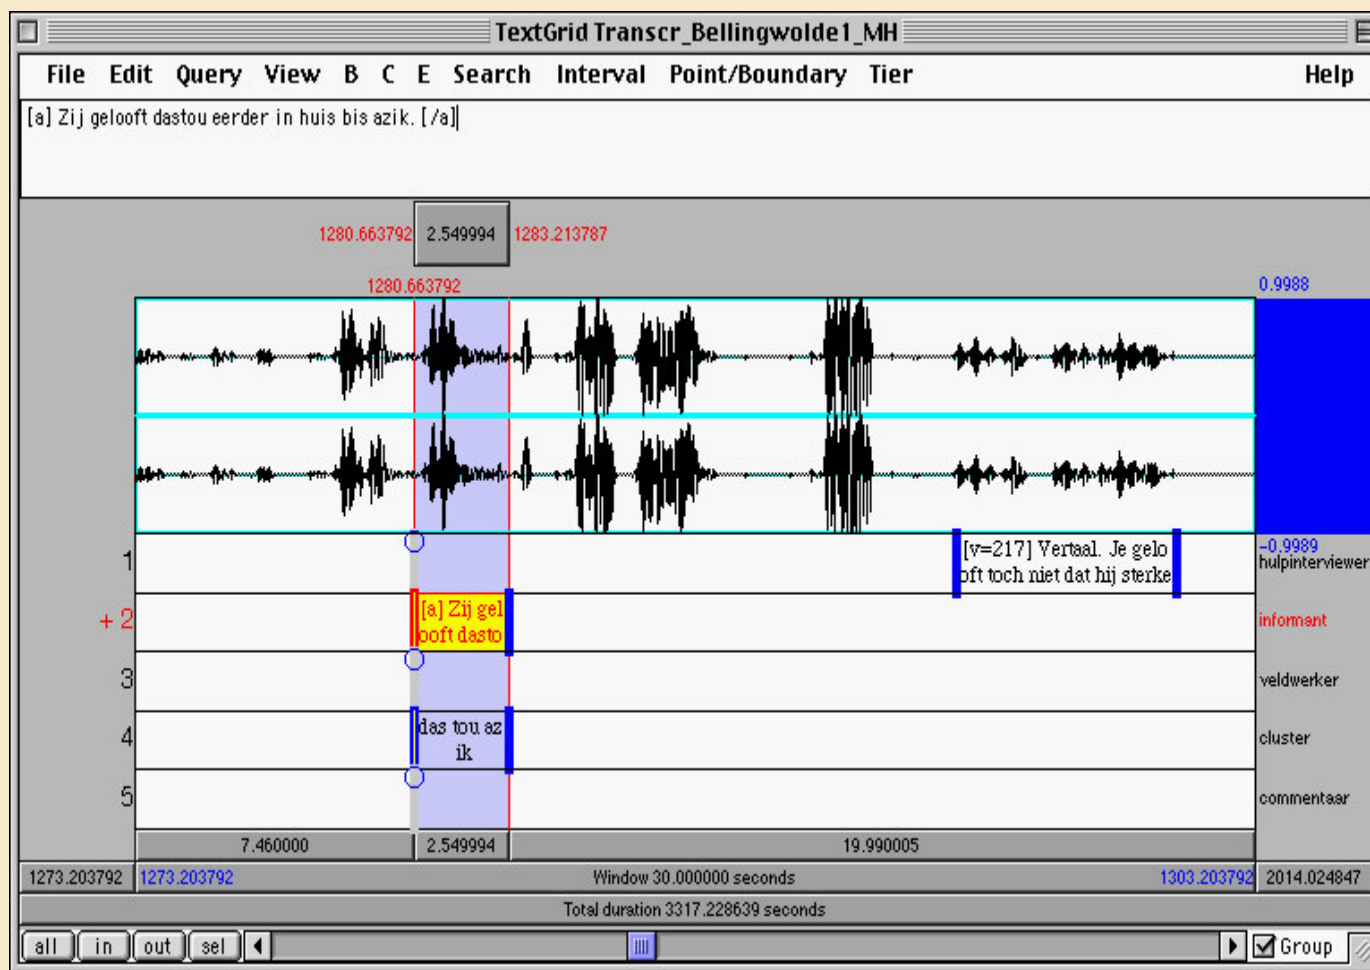 TextGrid Transcr_Bellingwolde1_MH
File Edit Query View B C E Search Interval Point/Boundary Tier Help
[a] Zij gelooft dastou eerder in huis bis azik. [/a]
1280.663792 2.549994 1283.213787
1280.663792 0.9988
-0.9989
1 [v=217] Vertaal. Je gelo
oft toch niet dat hij sterke
hulpinterviewer
+ 2 [a] Zij gel
ooft dasto
informant
3 veldwerker
4 das tou az
ik
cluster
5 commentaar
7.460000 2.549994 19.990005
1273.203792 1273.203792 Window 30.000000 seconds 1303.203792 2014.024847
Total duration 3317.228639 seconds
all in out sel Group